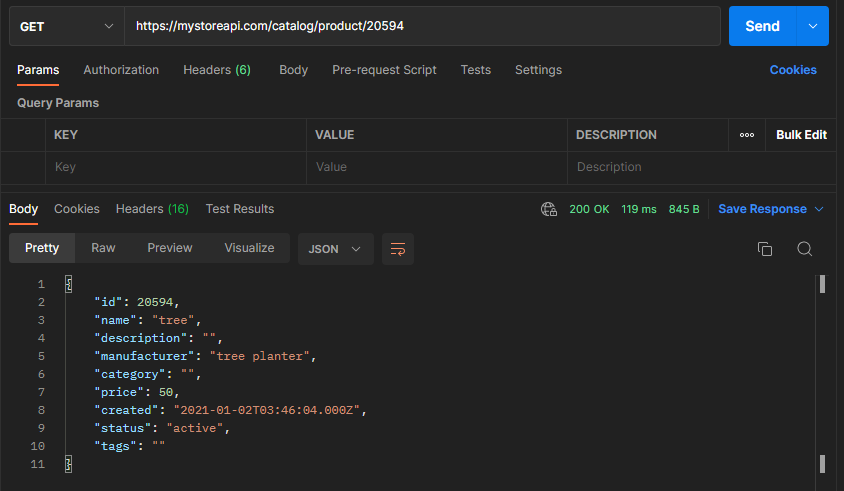 GET https://mystoreapi.com/catalog/product/20594 Send
Params Authorization Headers (6) Body Pre-request Script Tests Settings Cookies
Query Params
KEY VALUE DESCRIPTION ooo Bulk Edit
Key Value Description
Body Cookies Headers (16) Test Results 200 OK 119 ms 845 B Save Response
Pretty Raw Preview Visualize JSON
1 {
2 "id": 20594,
3 "name": "tree",
4 "description": "",
5 "manufacturer": "tree planter",
6 "category": "",
7 "price": 50,
8 "created": "2021-01-02T03:46:04.000Z",
9 "status": "active",
10 "tags": ""
11 }